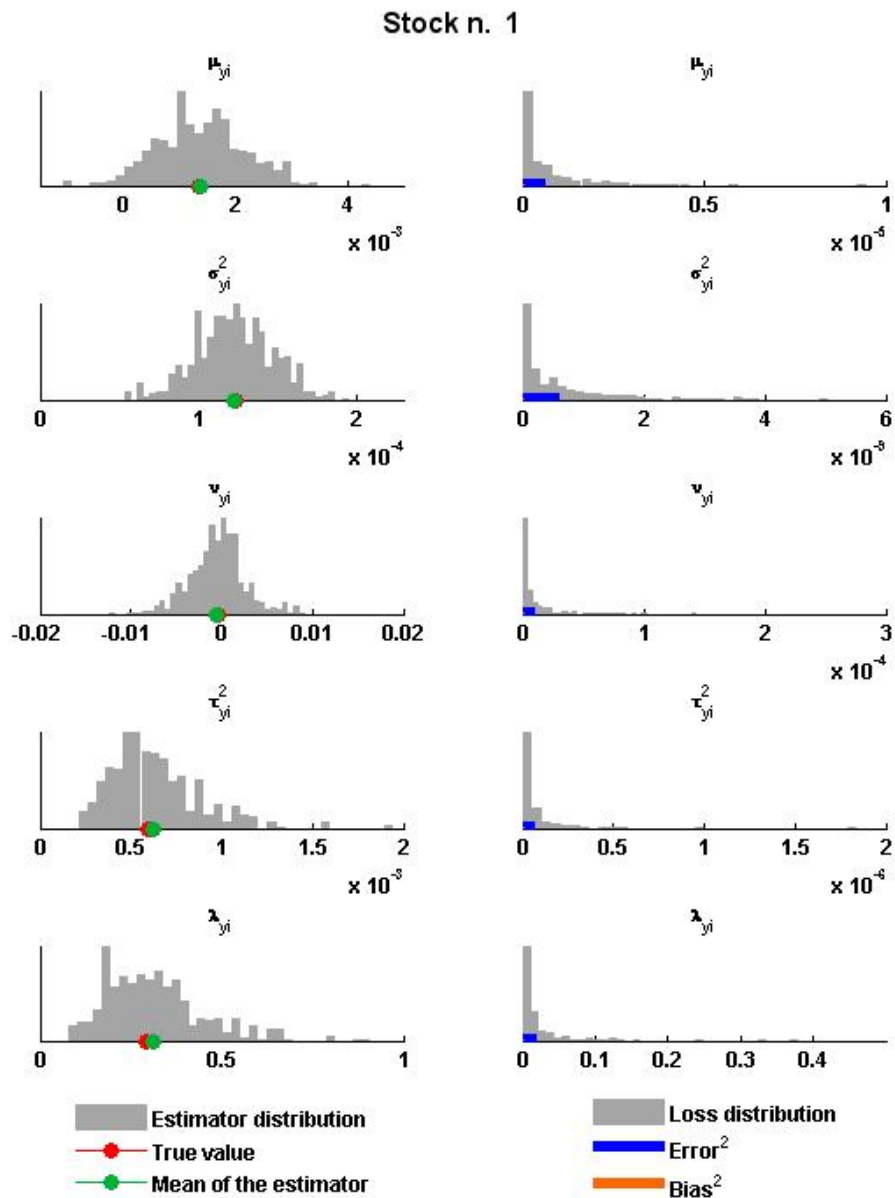 Stock n. 1
μyi μyi
0 2 4 0 0.5 1
x 10^-3 x 10^-5
σ²yi σ²yi
0 1 2 0 2 4 6
x 10^-4 x 10^-9
νyi νyi
-0.02 -0.01 0 0.01 0.02 0 1 2 3
x 10^-4
τ²yi τ²yi
0 0.5 1 1.5 2 0 0.5 1 1.5 2
x 10^-3 x 10^-6
λyi λyi
0 0.5 1 0 0.1 0.2 0.3 0.4
Estimator distribution Loss distribution
True value Error²
Mean of the estimator Bias²